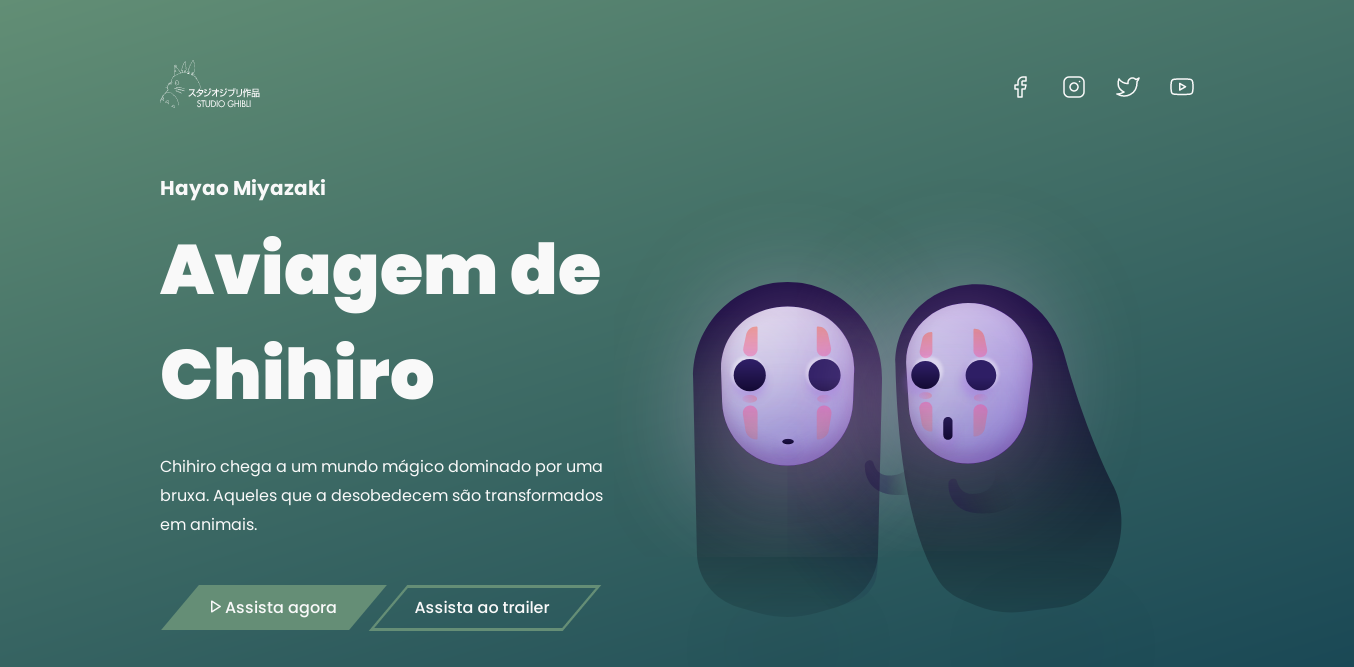 スタジオジブリ作品
STUDIO GHIBLI
Hayao Miyazaki
Aviagem de
Chihiro
Chihiro chega a um mundo mágico dominado por uma
bruxa. Aqueles que a desobedecem são transformados
em animais.
Assista agora
Assista ao trailer